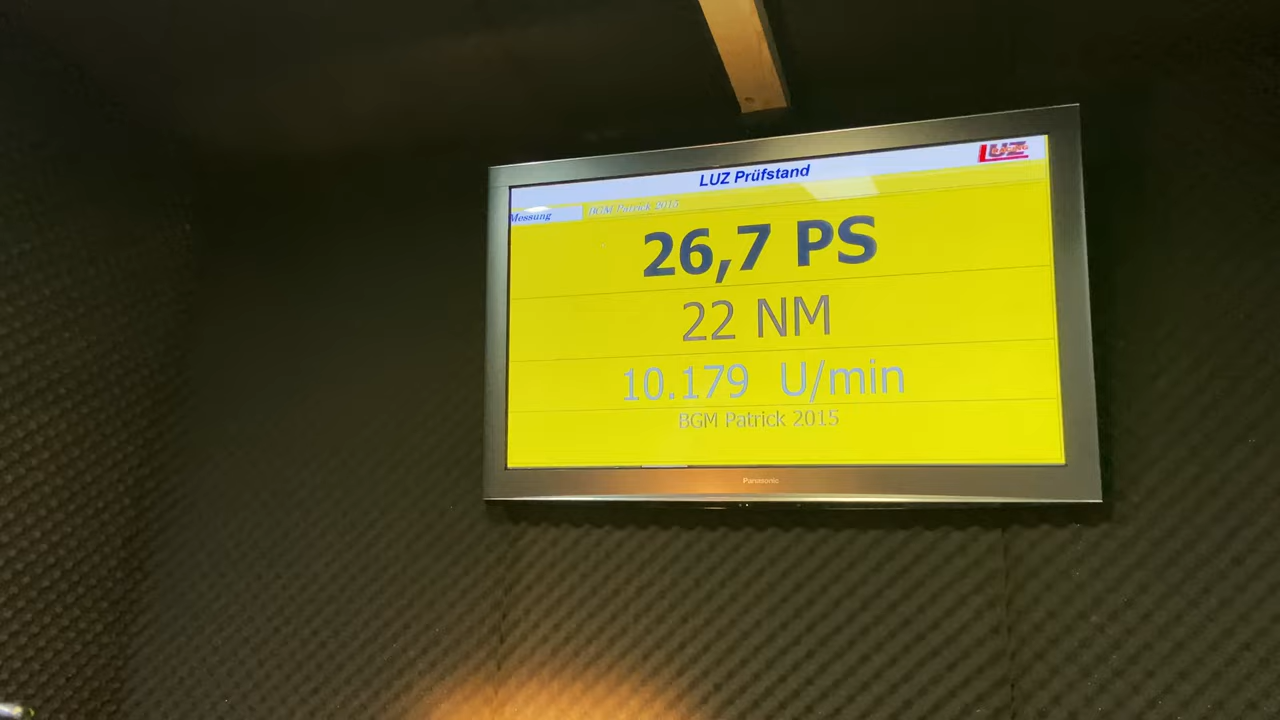 LUZ Prüfstand
LUZ
Messung
BGM Patrick 2015
26,7 PS
22 NM
10.179 U/min
BGM Patrick 2015
Panasonic